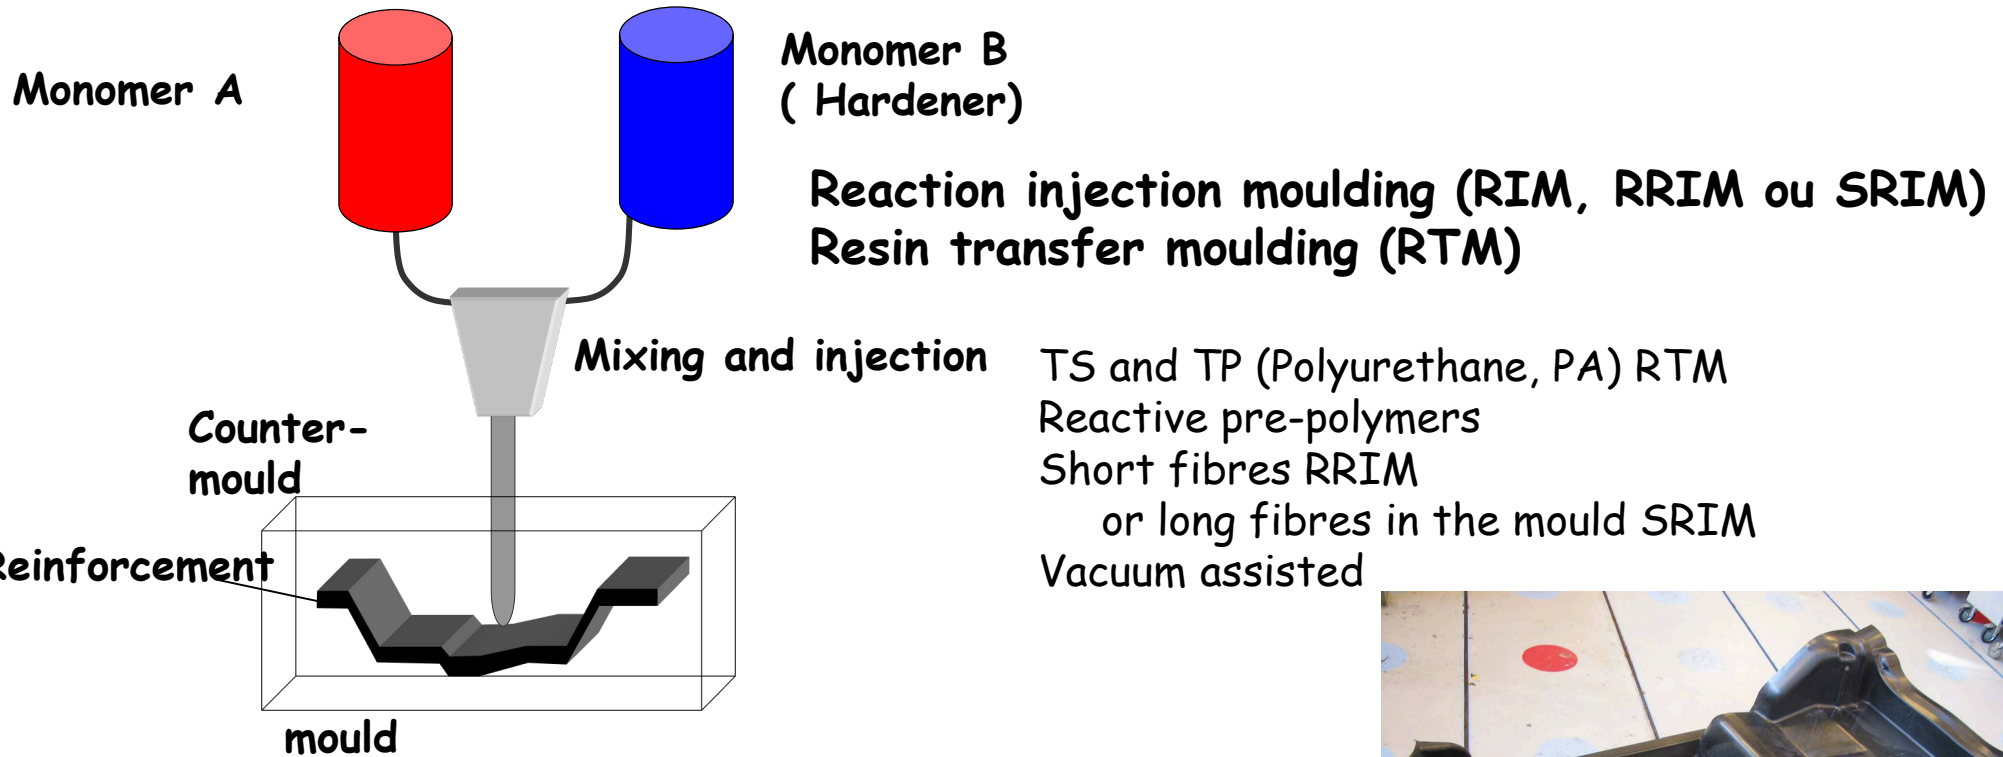 Monomer A
Monomer B
( Hardener)
Reaction injection moulding (RIM, RRIM ou SRIM)
Resin transfer moulding (RTM)
Mixing and injection
TS and TP (Polyurethane, PA) RTM
Reactive pre-polymers
Short fibres RRIM
or long fibres in the mould SRIM
Vacuum assisted
Counter-
mould
Reinforcement
mould